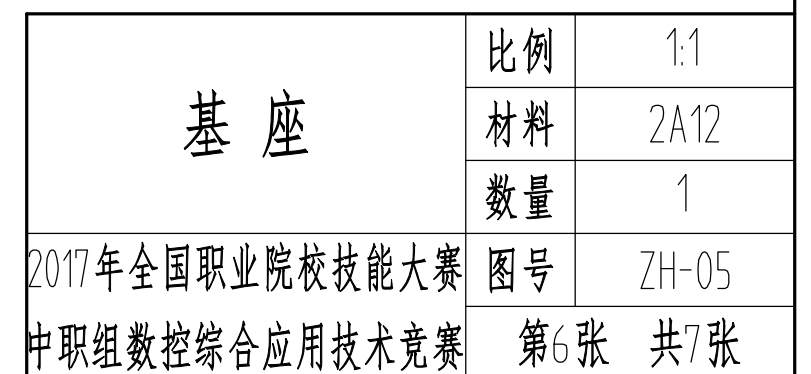 基座
比例 1:1
材料 2A12
数量 1
2017年全国职业院校技能大赛
中职组数控综合应用技术竞赛
图号 ZH-05
第6张 共7张